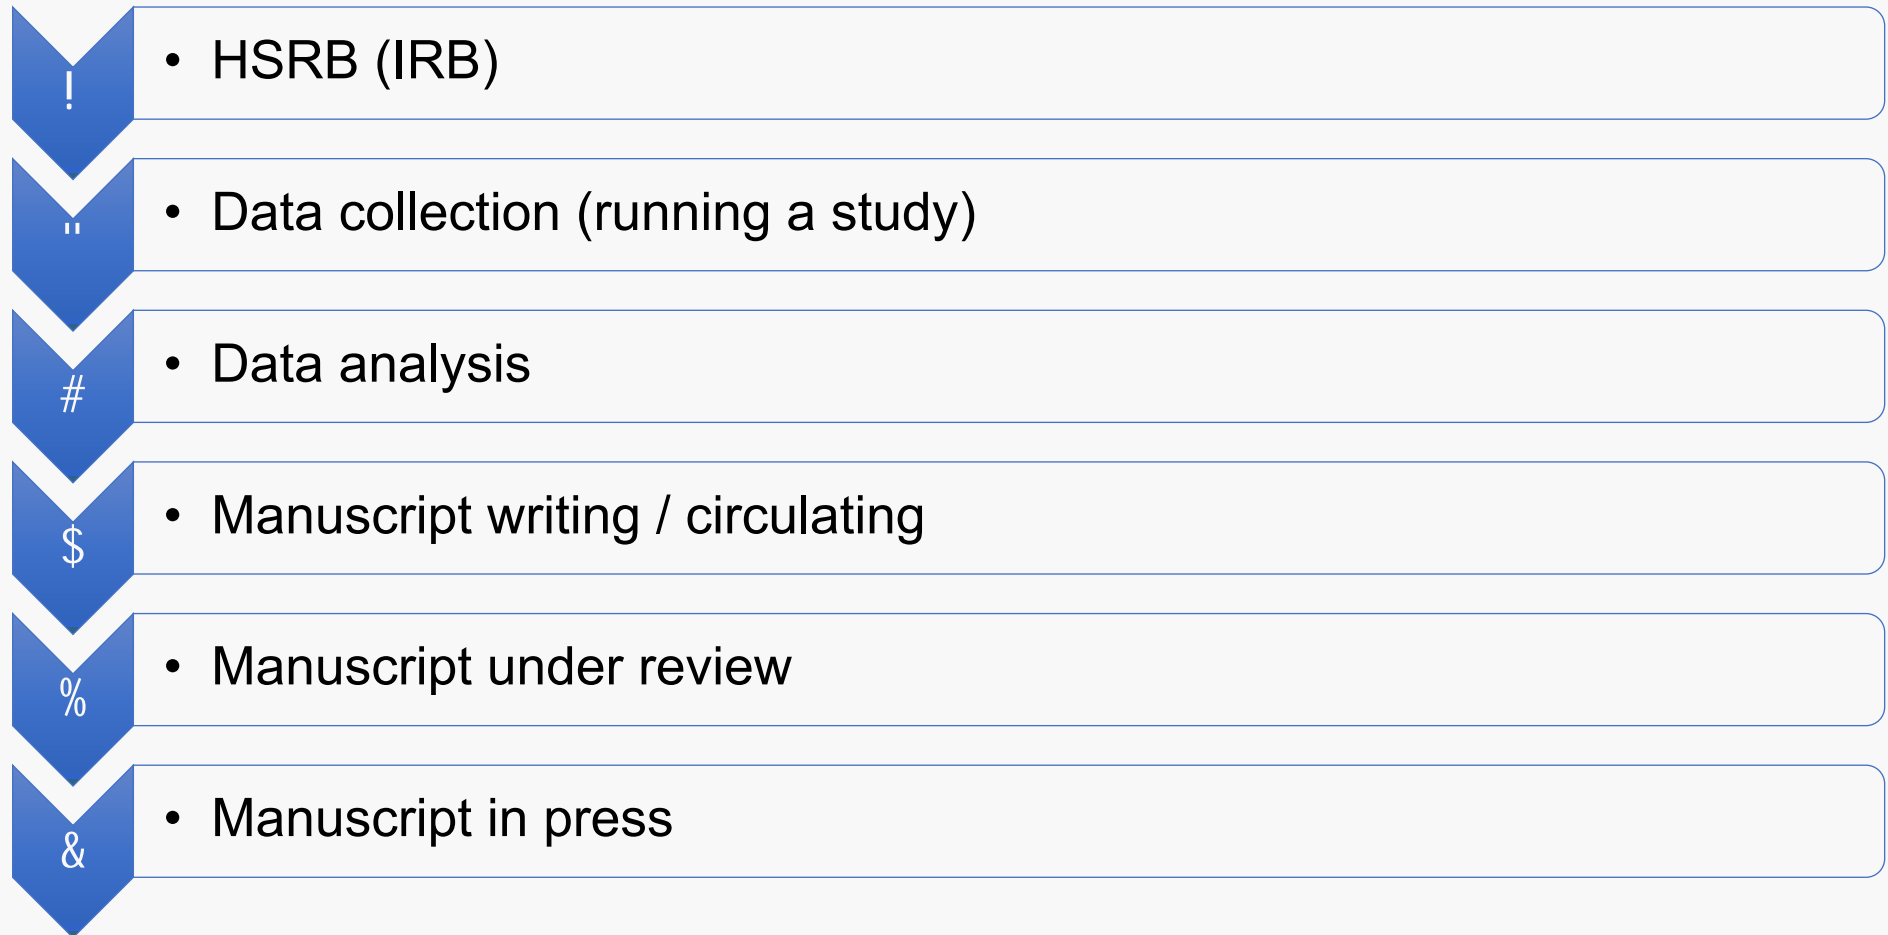 !
• HSRB (IRB)
"
• Data collection (running a study)
#
• Data analysis
$
• Manuscript writing / circulating
%
• Manuscript under review
&
• Manuscript in press